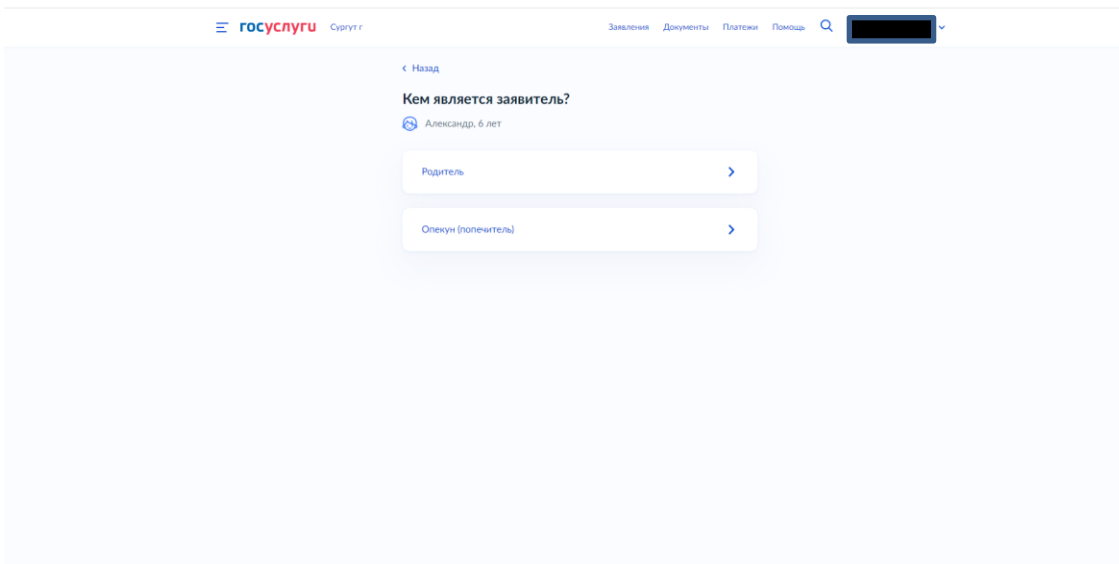 госуслуги Сургут г Заявления Документы Платежи Помощь
Назад
Кем является заявитель?
Александр, 6 лет
Родитель
Опекун (попечитель)